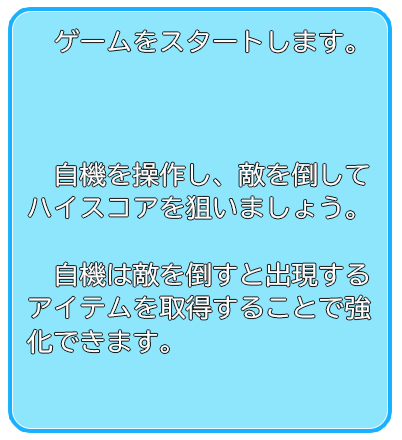 ゲームをスタートします。
　自機を操作し、敵を倒して
ハイスコアを狙いましょう。
　自機は敵を倒すと出現する
アイテムを取得することで強
化できます。